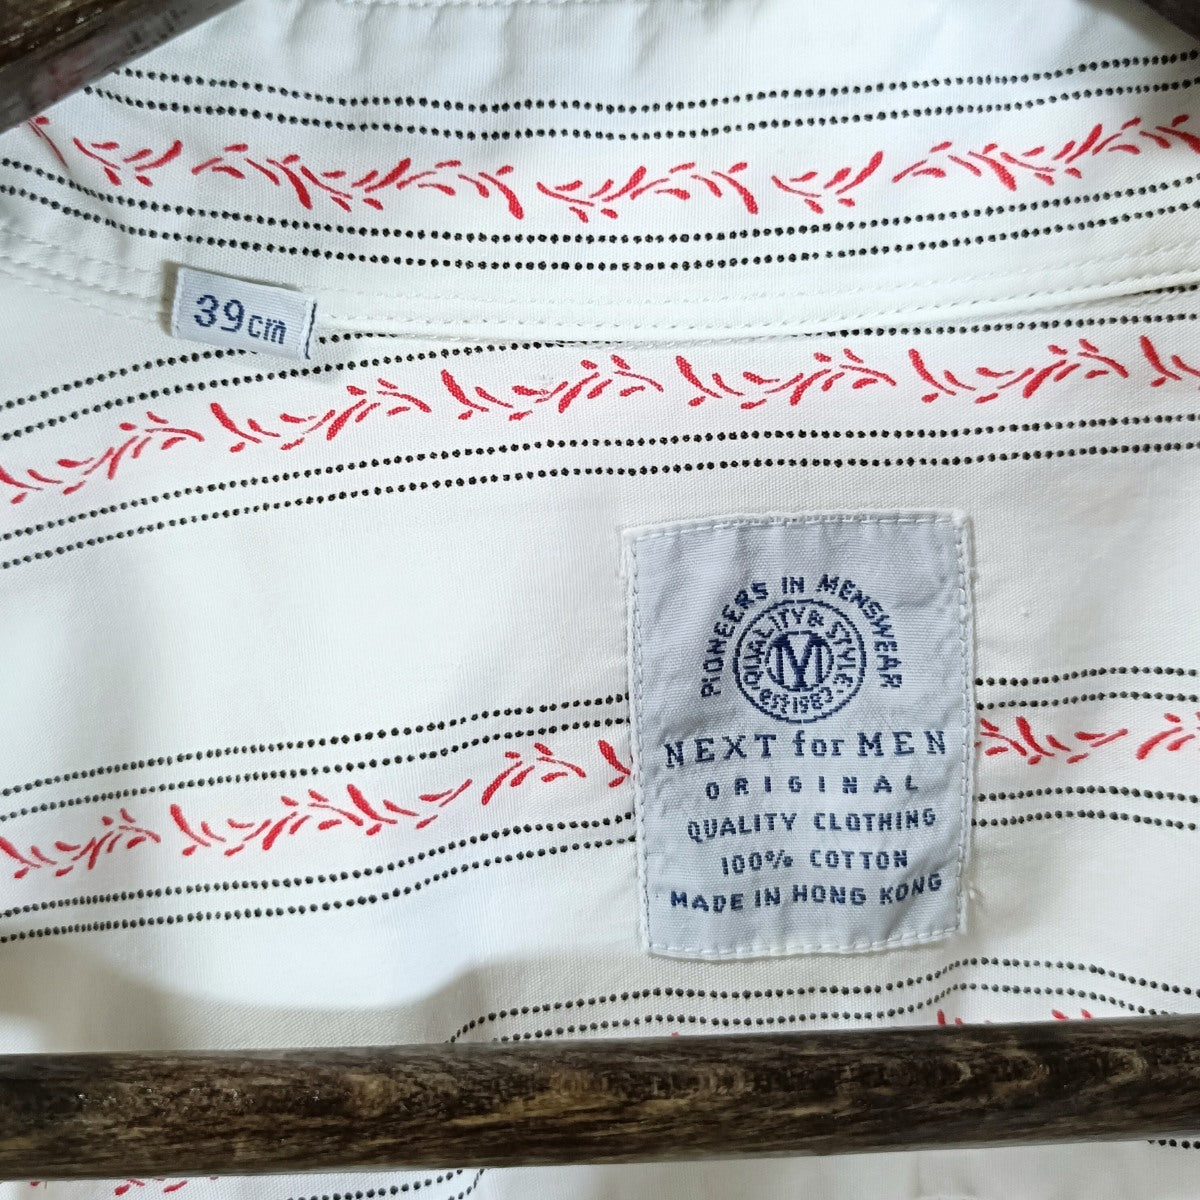 39cm
PIONEERS IN MENSWEAR
QUALITY & STYLE
est 1983
NEXT for MEN
ORIGINAL
QUALITY CLOTHING
100% COTTON
MADE IN HONG KONG